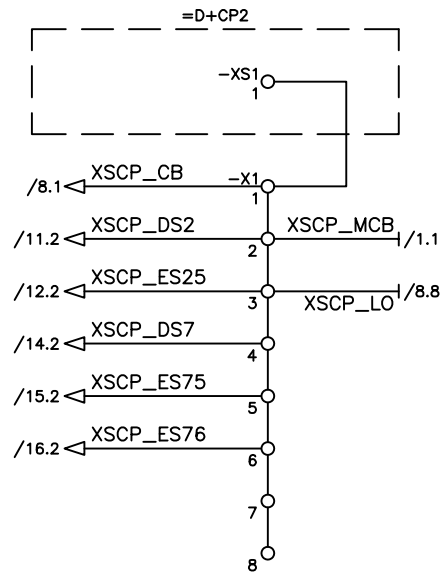 =D+CP2
-XS1
1
/8.1 XSCP_CB -X1
1
/11.2 XSCP_DS2 2 XSCP_MCB /1.1
/12.2 XSCP_ES25 3 XSCP_LO /8.8
/14.2 XSCP_DS7 4
/15.2 XSCP_ES75 5
/16.2 XSCP_ES76 6
7
8